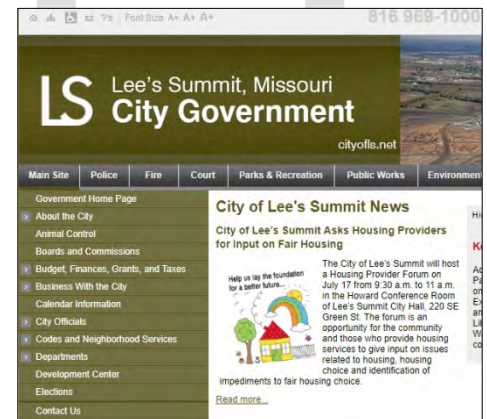 Font Size A+ A+ A+
816 969-1000
LS
Lee's Summit, Missouri
City Government
cityofls.net
Main Site Police Fire Court Parks & Recreation Public Works Environmen
Government Home Page
About the City
Animal Control
Boards and Commissions
Budget, Finances, Grants, and Taxes
Business With the City
Calendar Information
City Officials
Codes and Neighborhood Services
Departments
Development Center
Elections
Contact Us
City of Lee's Summit News
City of Lee's Summit Asks Housing Providers
for Input on Fair Housing
Help us lay the foundation
for a better future...
The City of Lee's Summit will host
a Housing Provider Forum on
July 17 from 9:30 a.m. to 11 a.m.
in the Howard Conference Room
of Lee's Summit City Hall, 220 SE
Green St. The forum is an
opportunity for the community
and those who provide housing
services to give input on issues
related to housing, housing
choice and identification of
impediments to fair housing choice.
Read more...